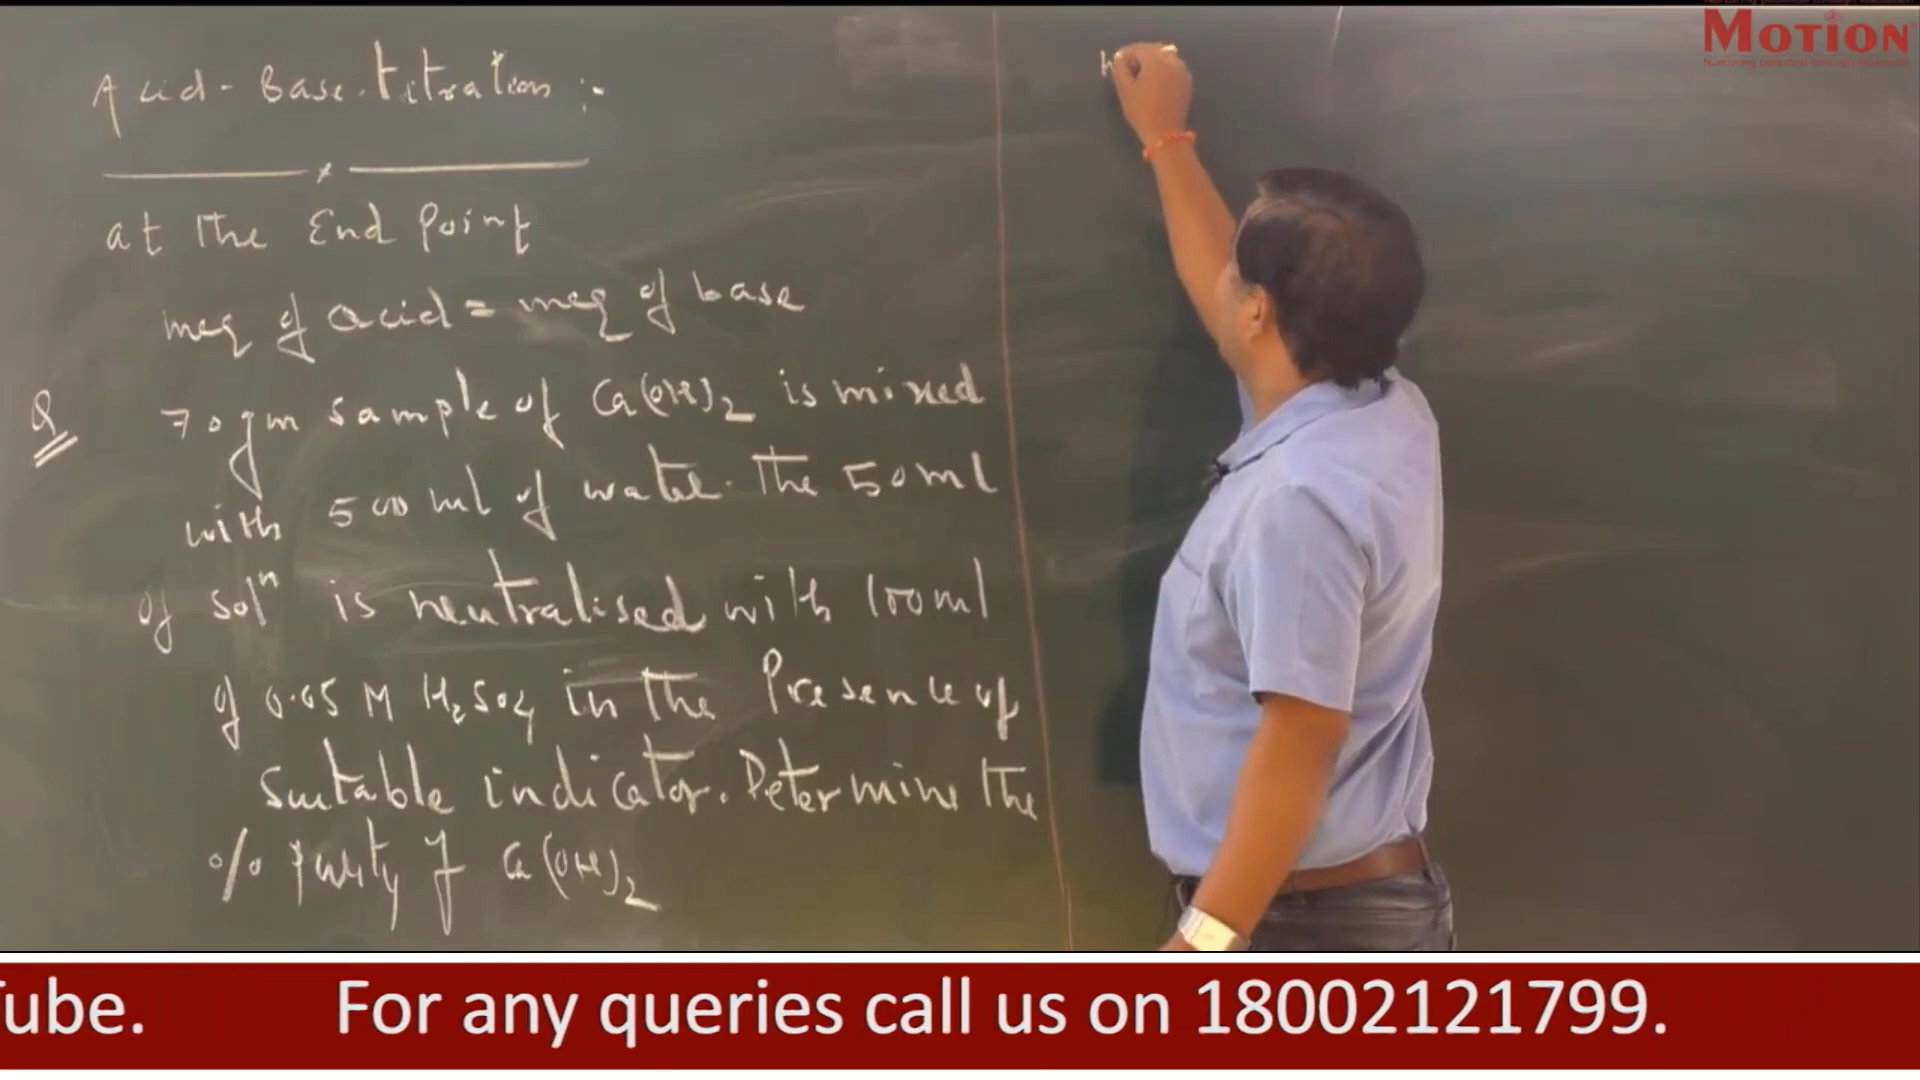 Acid-Base-Titration :-
at the End Point
meq of acid = meq of base
Q 70 gm sample of Ca(OH)2 is mixed
with 500 ml of water. The 50 ml
of solⁿ is neutralised with 100 ml
of 0.05 M H2SO4 in the Presence of
Suitable indicator. Determine the
% purity of Ca(OH)2
MOTION
ube. For any queries call us on 18002121799.